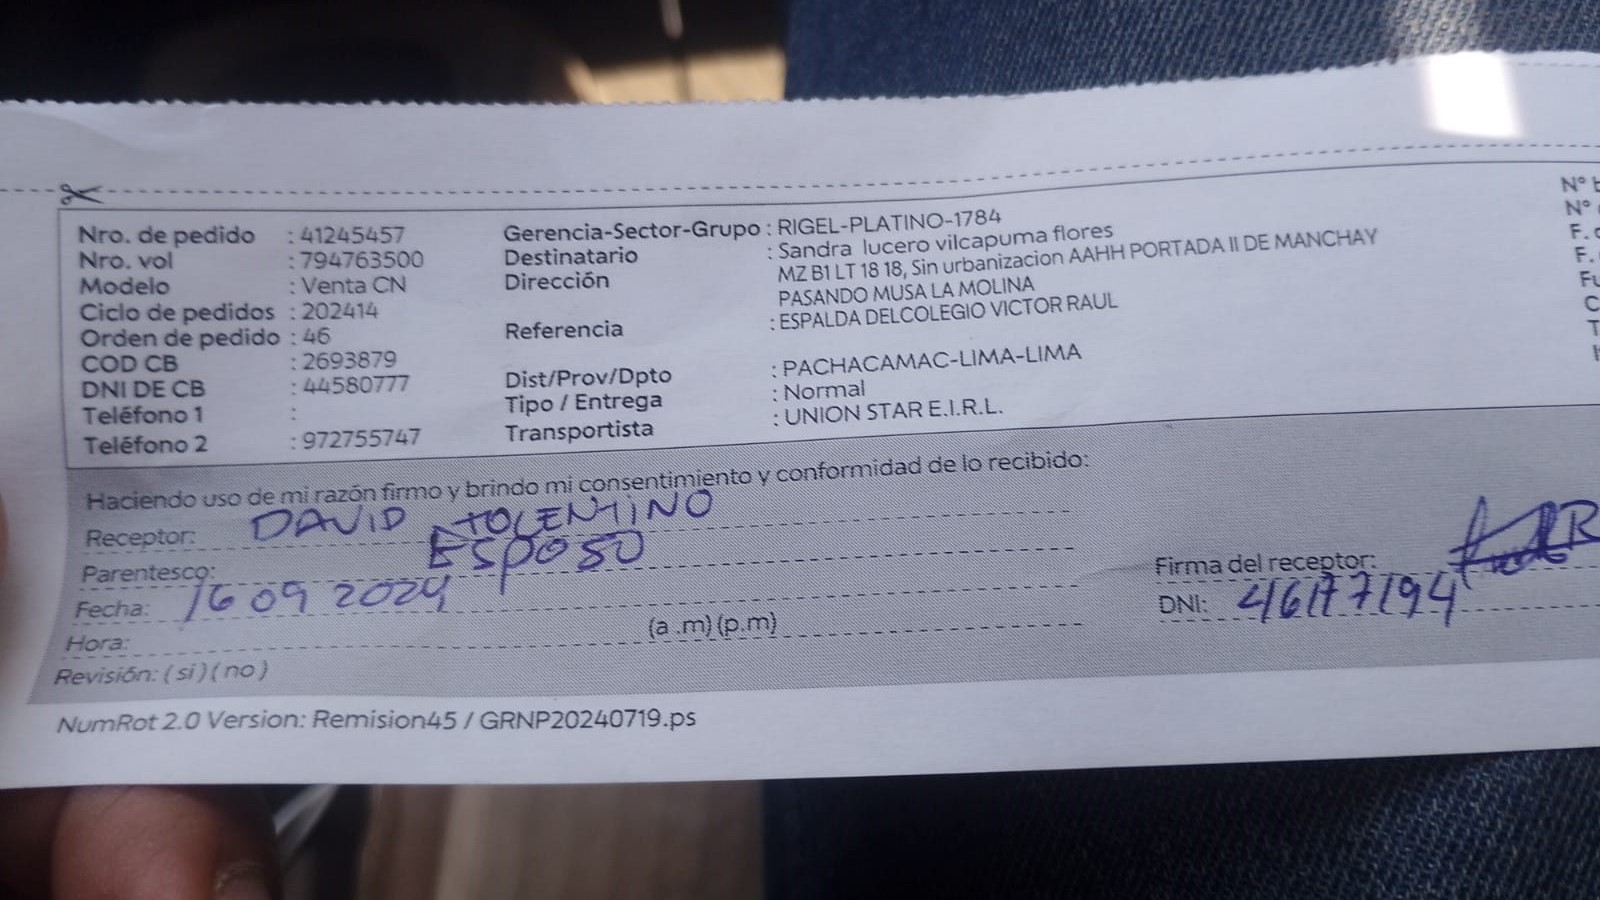 Nro. de pedido : 41245457
Nro. vol : 794763500
Modelo : Venta CN
Ciclo de pedidos : 202414
Orden de pedido : 46
COD CB : 2693879
DNI DE CB : 44580777
Teléfono 1 :
Teléfono 2 : 972755747
Gerencia-Sector-Grupo : RIGEL-PLATINO-1784
Destinatario : Sandra lucero vilcapuma flores
Dirección MZ B1 LT 18 18, Sin urbanizacion AAHH PORTADA II DE MANCHAY
PASANDO MUSA LA MOLINA
Referencia : ESPALDA DELCOLEGIO VICTOR RAUL
Dist/Prov/Dpto : PACHACAMAC-LIMA-LIMA
Tipo / Entrega : Normal
Transportista : UNION STAR E.I.R.L.
N°
N°
F.
F.
Haciendo uso de mi razón firmo y brindo mi consentimiento y conformidad de lo recibido:
Receptor: DAVID TOLENTINO
Parentesco: ESPOSO
Fecha: 16 09 2024
Hora: (a .m) (p.m)
Revisión: ( si ) ( no )
Firma del receptor:
DNI:
NumRot 2.0 Version: Remision45 / GRNP20240719.ps